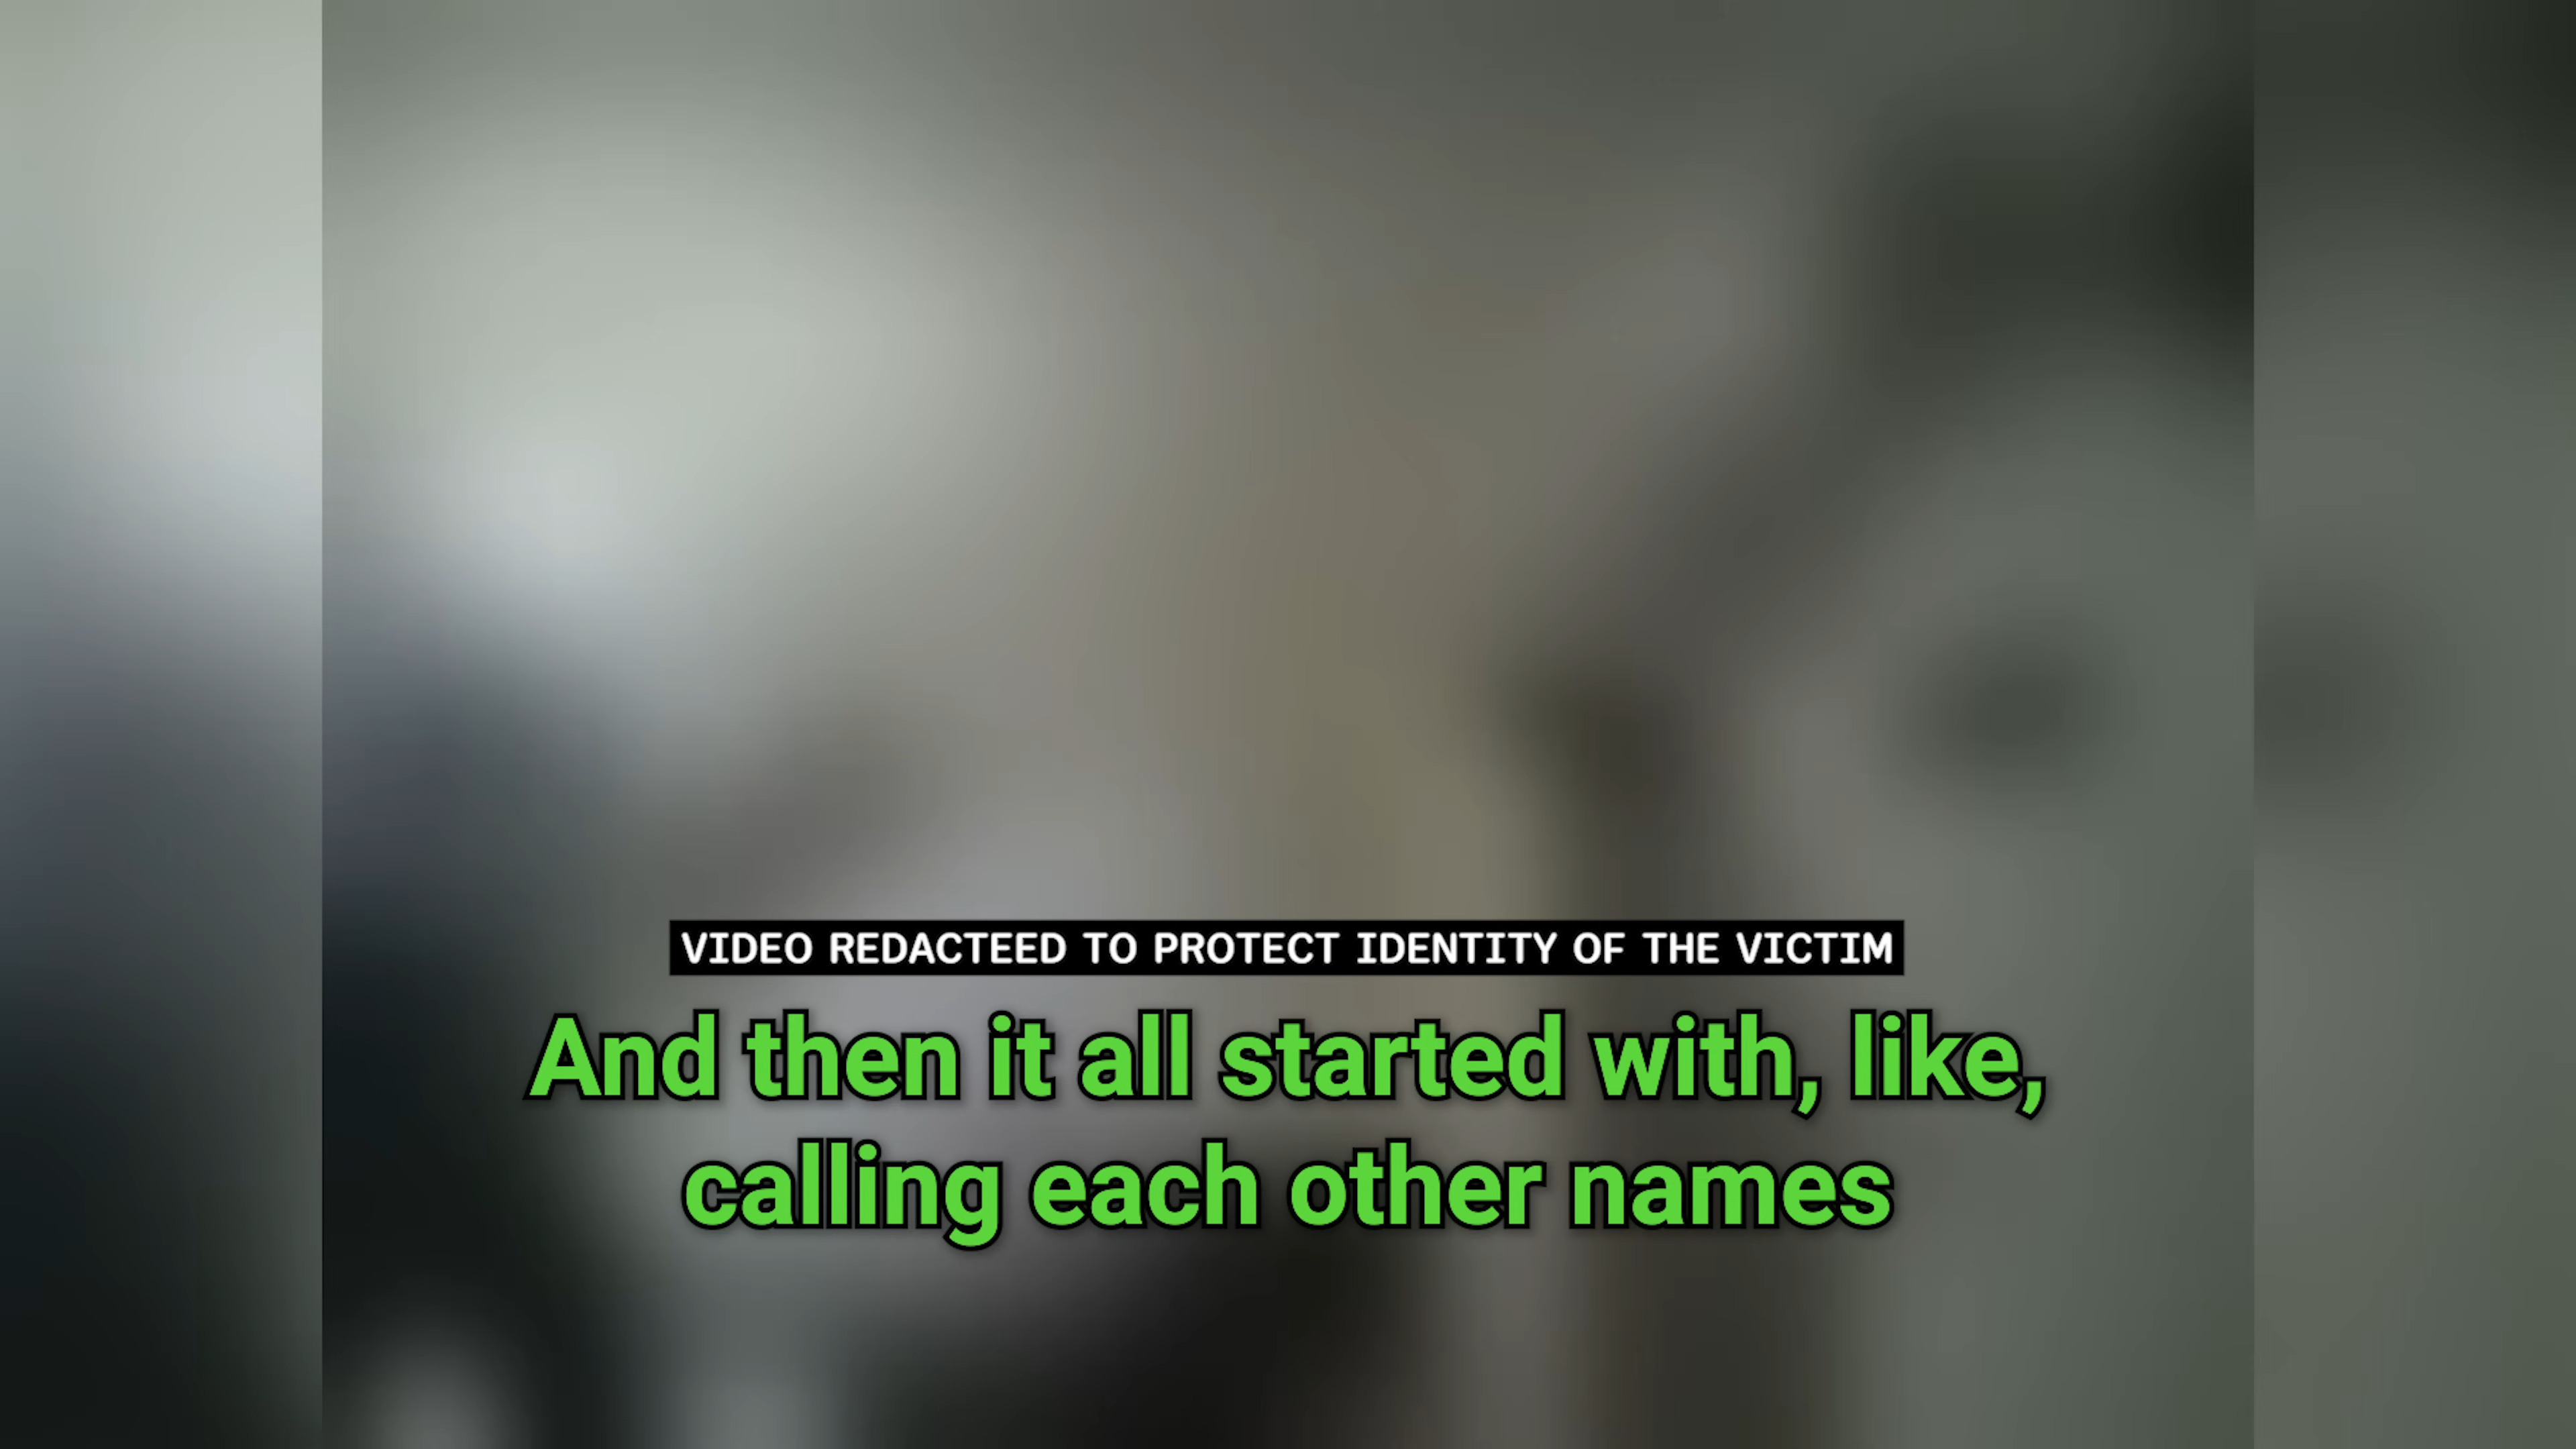 VIDEO REDACTEED TO PROTECT IDENTITY OF THE VICTIM
And then it all started with, like,
calling each other names